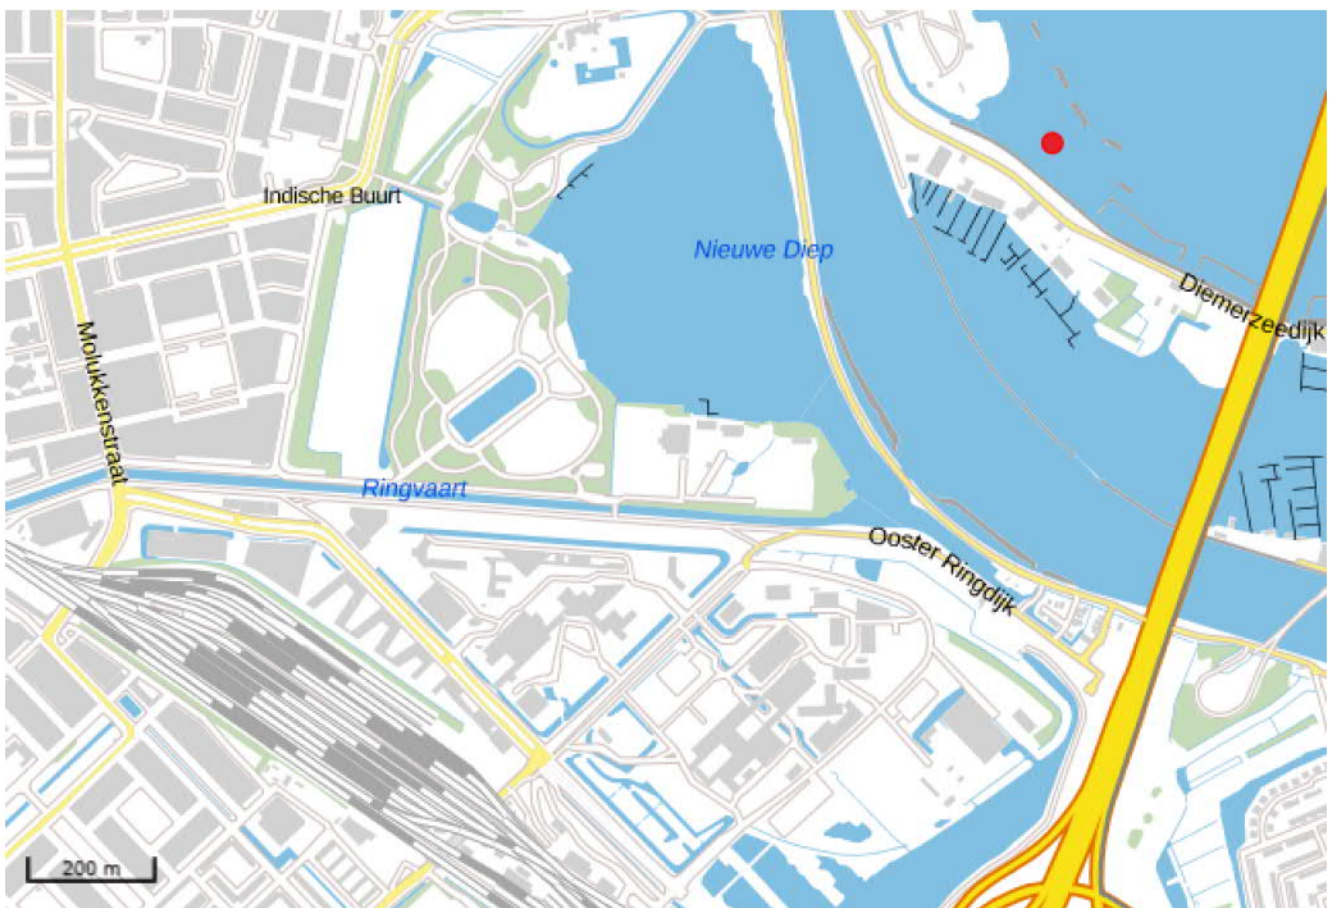 Indische Buurt
Nieuwe Diep
Diemerzeedijk
Molukkenstraat
Ringvaart
Ooster Ringdijk
200 m